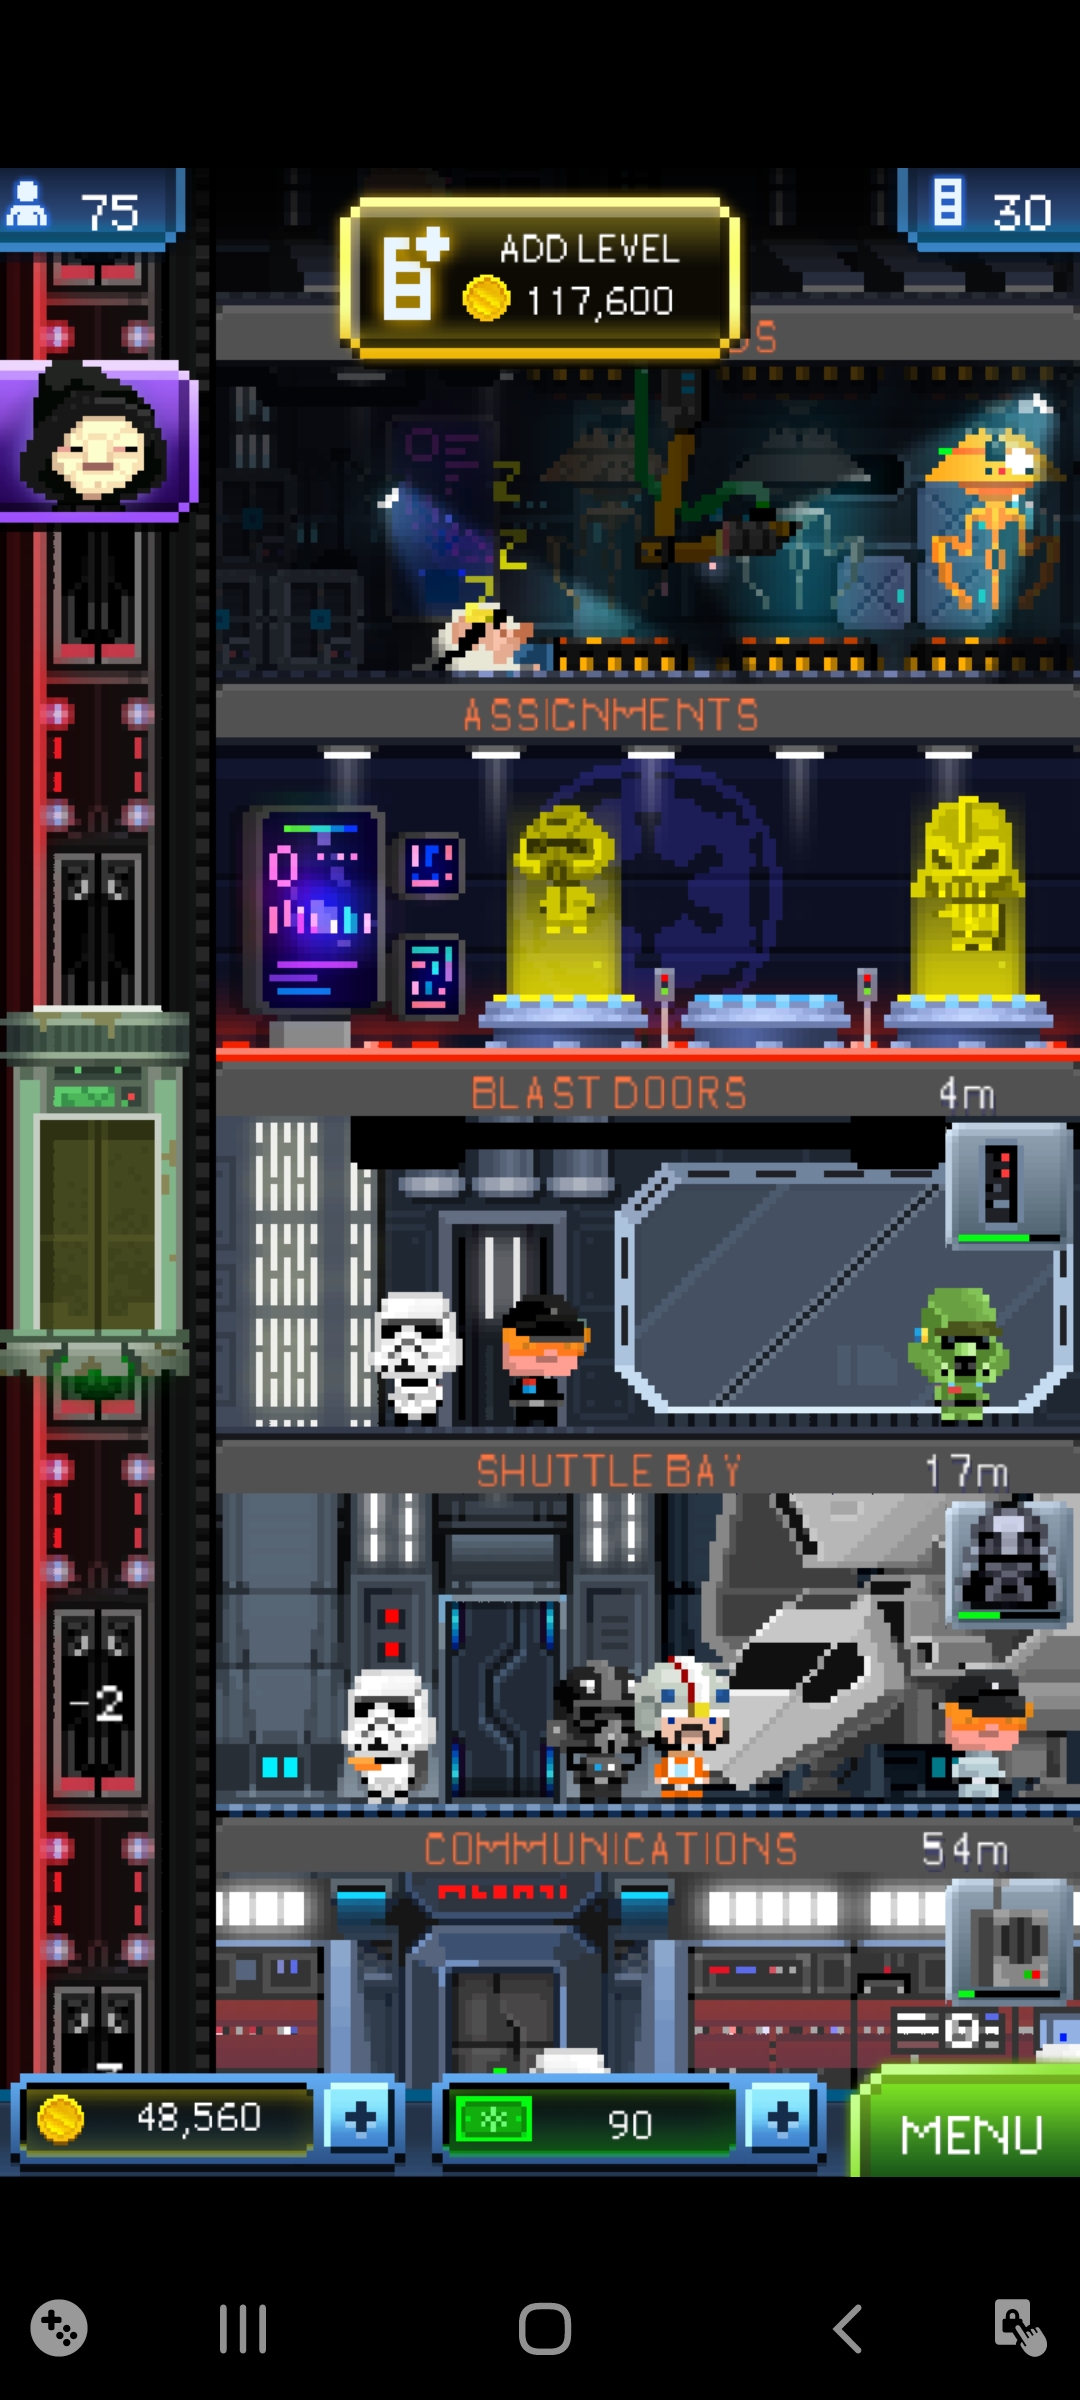 75
30
ADD LEVEL
117,600
ASSIGNMENTS
BLAST DOORS 4m
SHUTTLE BAY 17m
-2
COMMUNICATIONS 54m
48,560
90
MENU